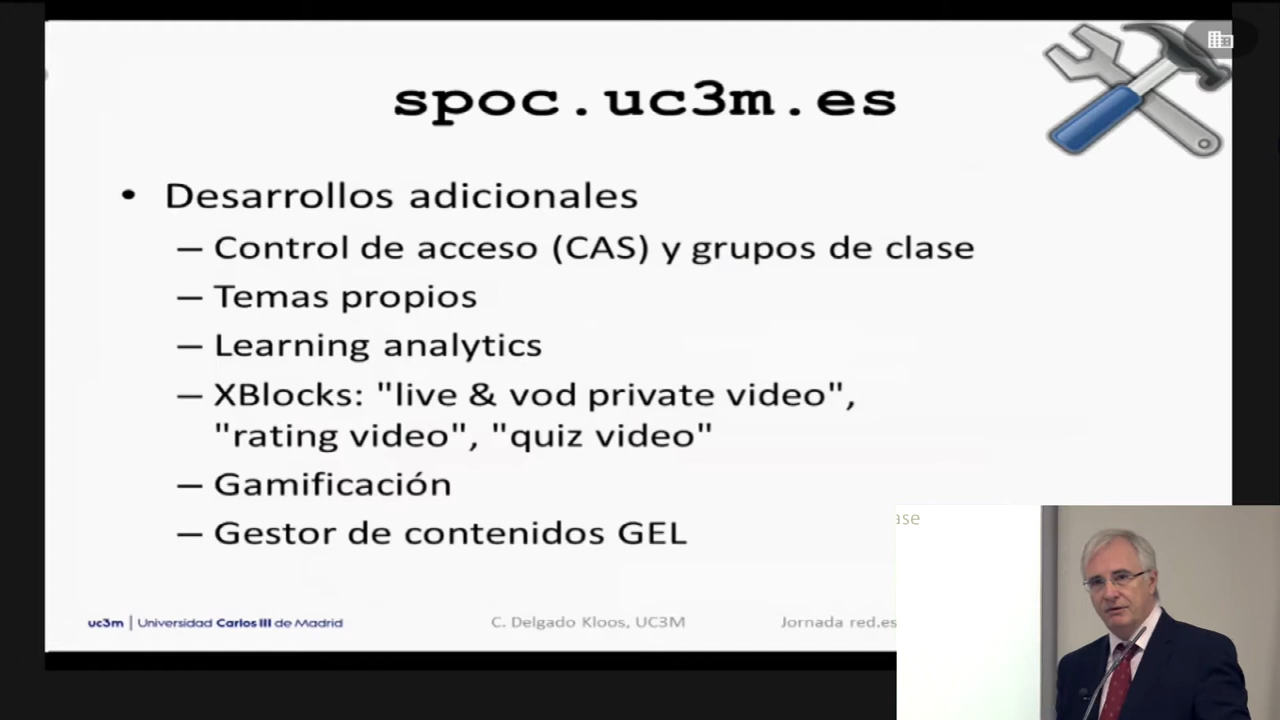 spoc.uc3m.es
• Desarrollos adicionales
– Control de acceso (CAS) y grupos de clase
– Temas propios
– Learning analytics
– XBlocks: "live & vod private video",
"rating video", "quiz video"
– Gamificación
– Gestor de contenidos GEL
ase
uc3m | Universidad Carlos III de Madrid
C. Delgado Kloos, UC3M
Jornada red.es